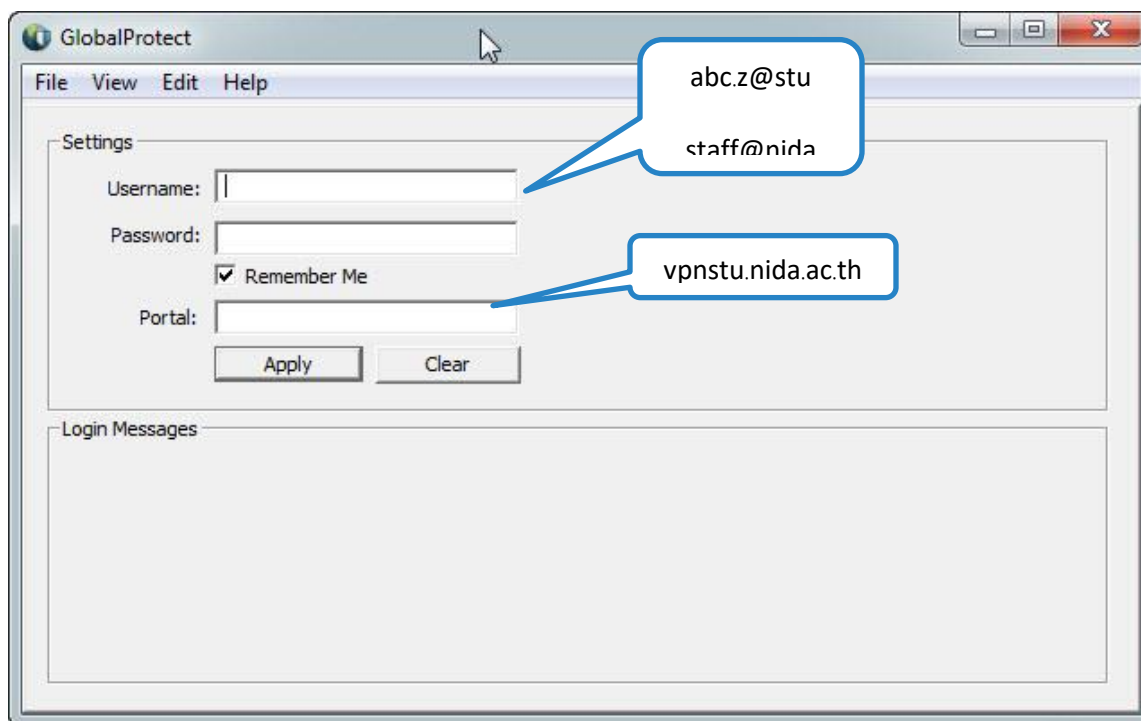 GlobalProtect
File View Edit Help
abc.z@stu
staff@nida
Settings
Username:
Password:
Remember Me
vpnstu.nida.ac.th
Portal:
Apply Clear
Login Messages